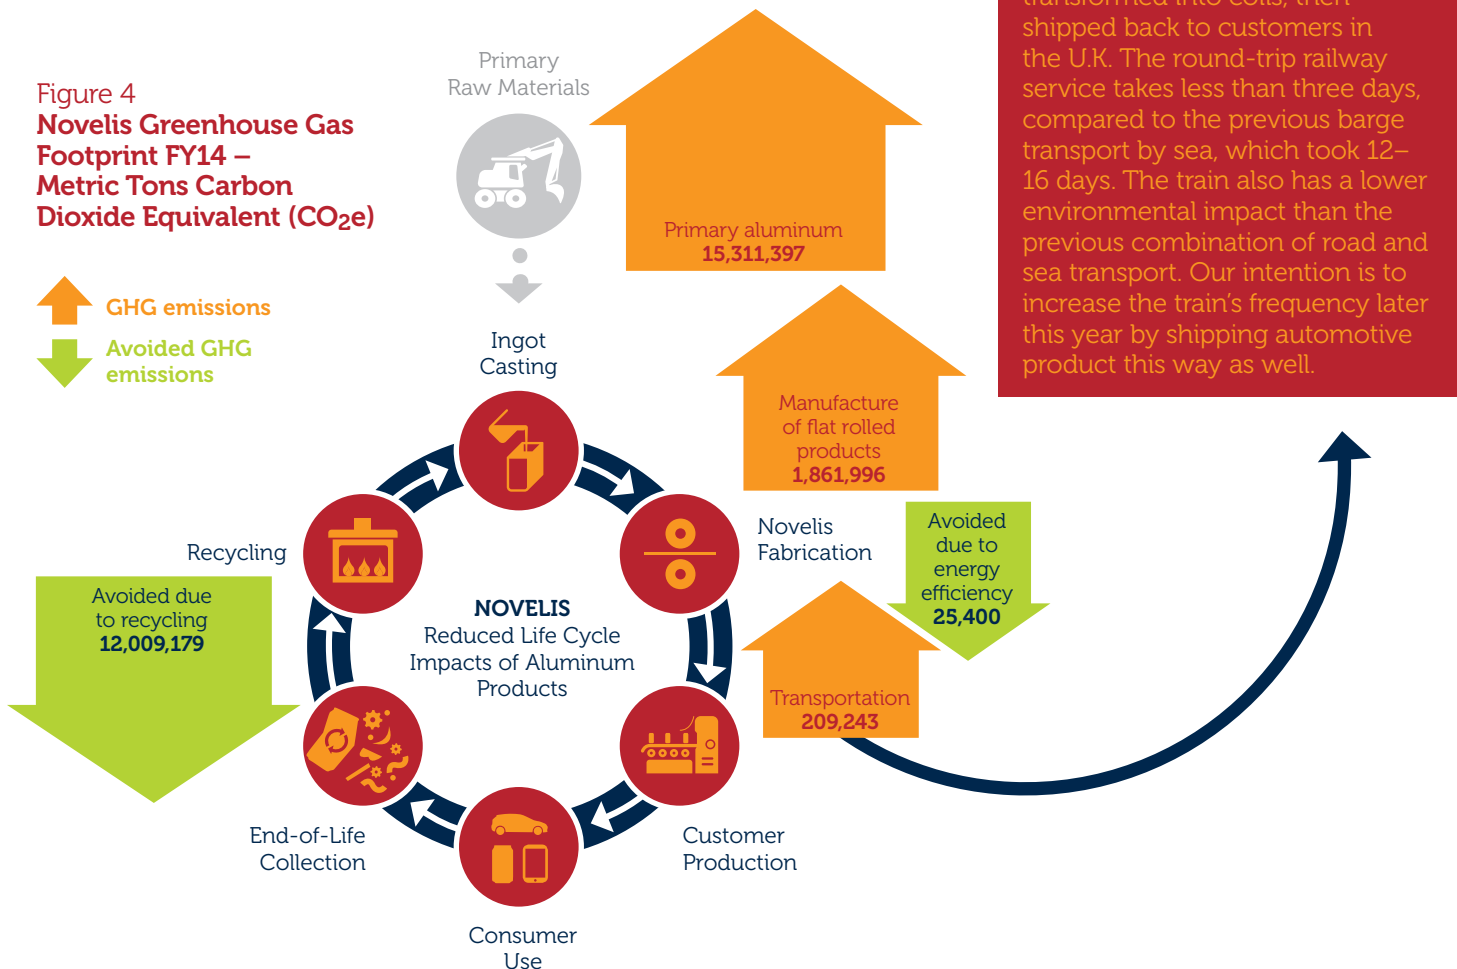 Figure 4
Novelis Greenhouse Gas
Footprint FY14 –
Metric Tons Carbon
Dioxide Equivalent (CO2e)
GHG emissions
Avoided GHG
emissions
Primary
Raw Materials
Primary aluminum
15,311,397
transformed into coils, then
shipped back to customers in
the U.K. The round-trip railway
service takes less than three days,
compared to the previous barge
transport by sea, which took 12–
16 days. The train also has a lower
environmental impact than the
previous combination of road and
sea transport. Our intention is to
increase the train’s frequency later
this year by shipping automotive
product this way as well.
Ingot
Casting
Manufacture
of flat rolled
products
1,861,996
Novelis
Fabrication
Avoided
due to
energy
efficiency
25,400
Recycling
Avoided due
to recycling
12,009,179
NOVELIS
Reduced Life Cycle
Impacts of Aluminum
Products
Transportation
209,243
End-of-Life
Collection
Customer
Production
Consumer
Use